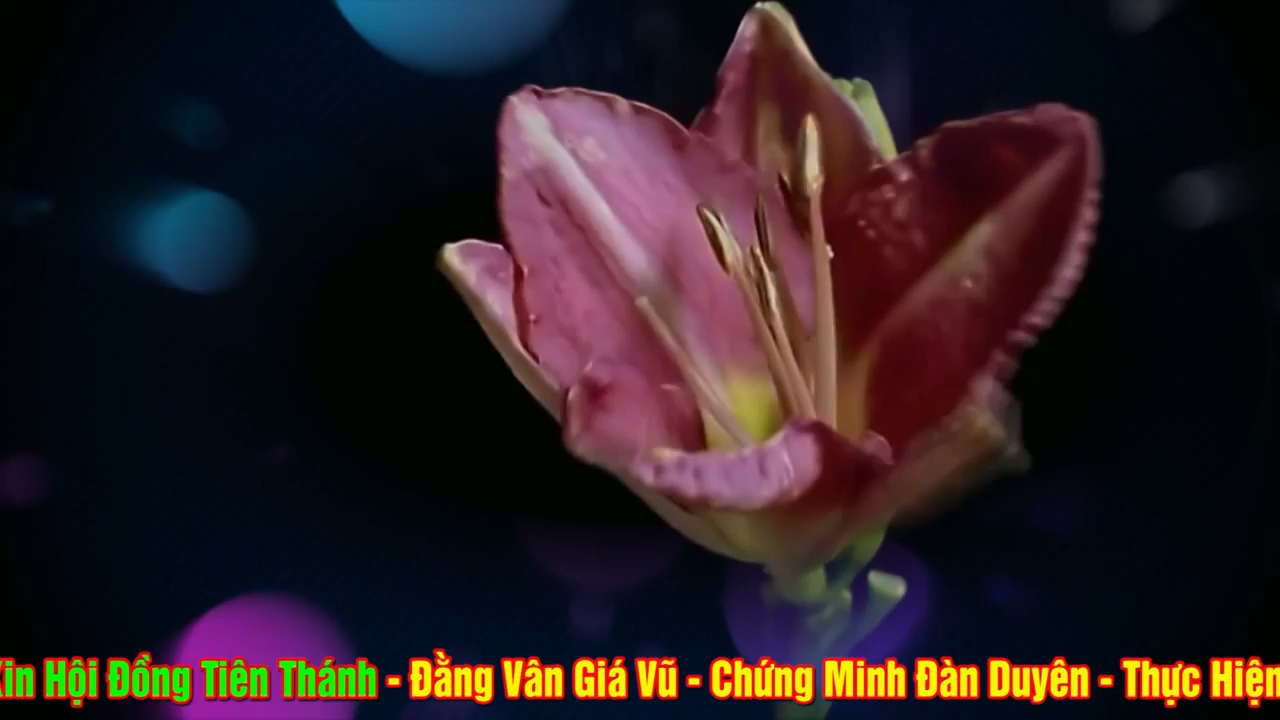 Xin Hội Đồng Tiên Thánh - Đằng Vân Giá Vũ - Chứng Minh Đàn Duyên - Thực Hiện